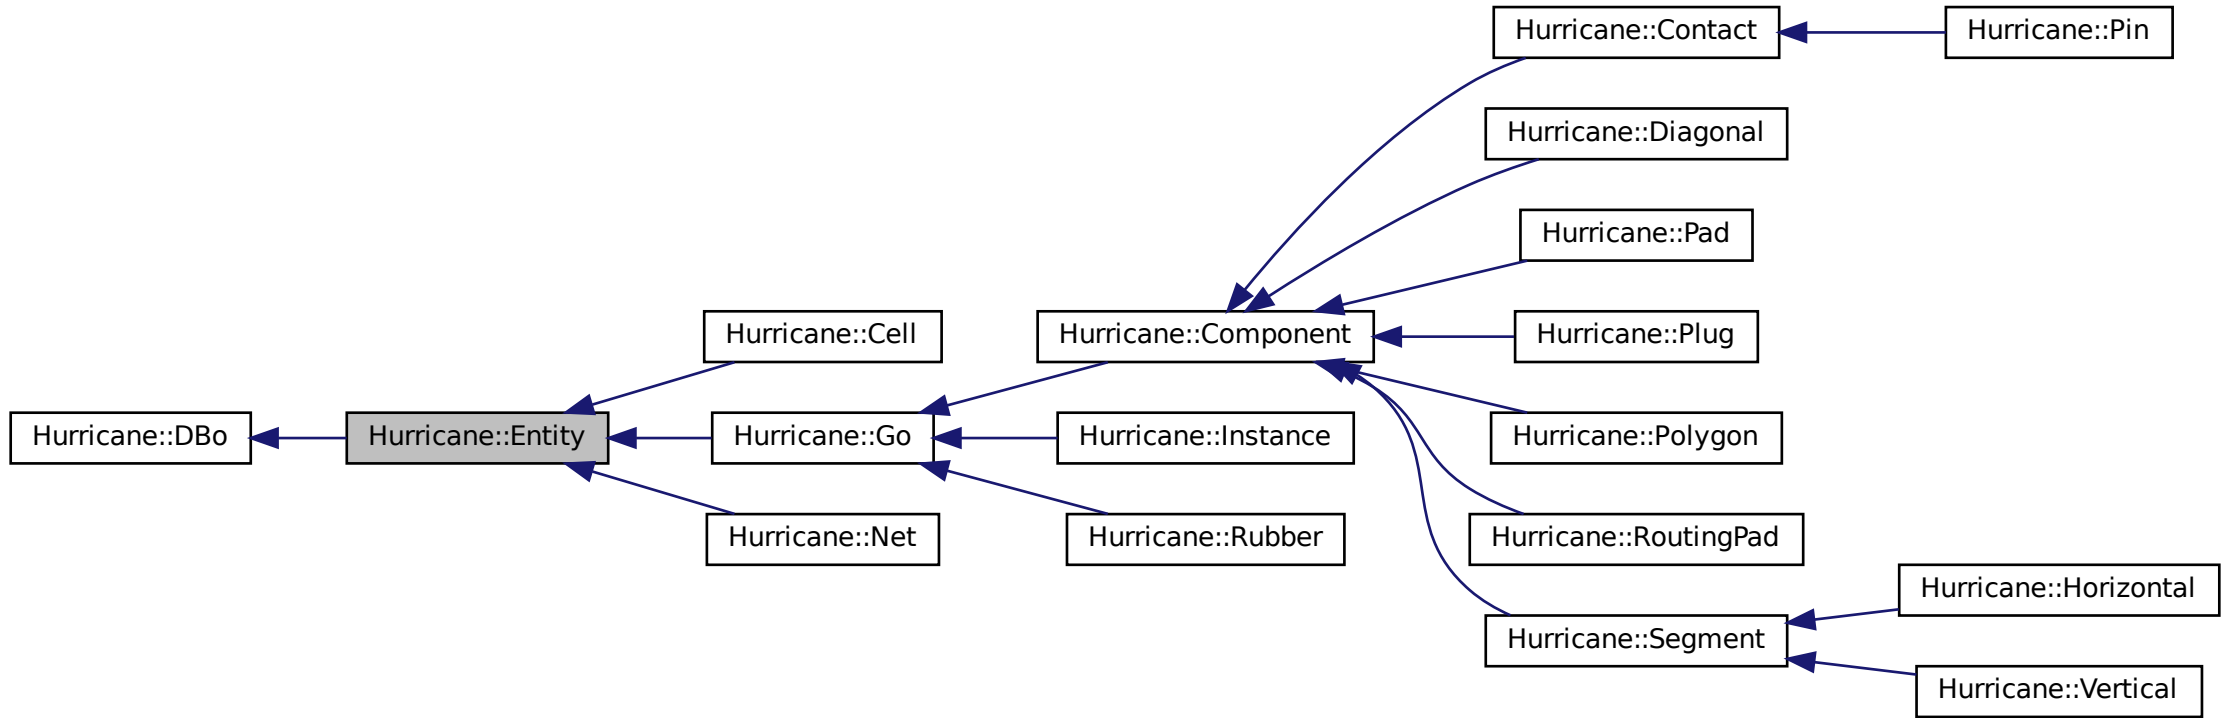 Hurricane::Contact
Hurricane::Pin
Hurricane::Diagonal
Hurricane::Pad
Hurricane::Cell
Hurricane::Component
Hurricane::Plug
Hurricane::DBo
Hurricane::Entity
Hurricane::Go
Hurricane::Instance
Hurricane::Polygon
Hurricane::Net
Hurricane::Rubber
Hurricane::RoutingPad
Hurricane::Horizontal
Hurricane::Segment
Hurricane::Vertical